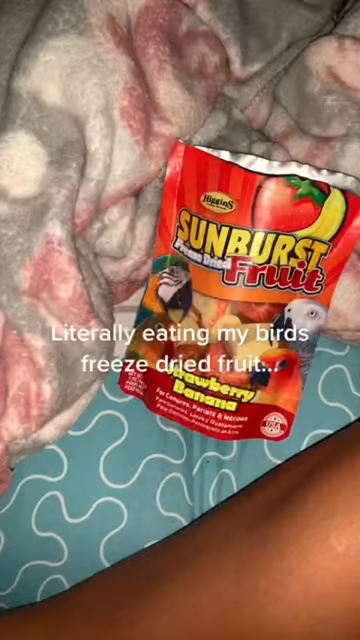 HigginS
SUNBURST
Freeze Dried
Fruit
Literally eating my birds
freeze dried fruit...
Strawberry
Banana
For Conures, Parrots & Macaws
USA